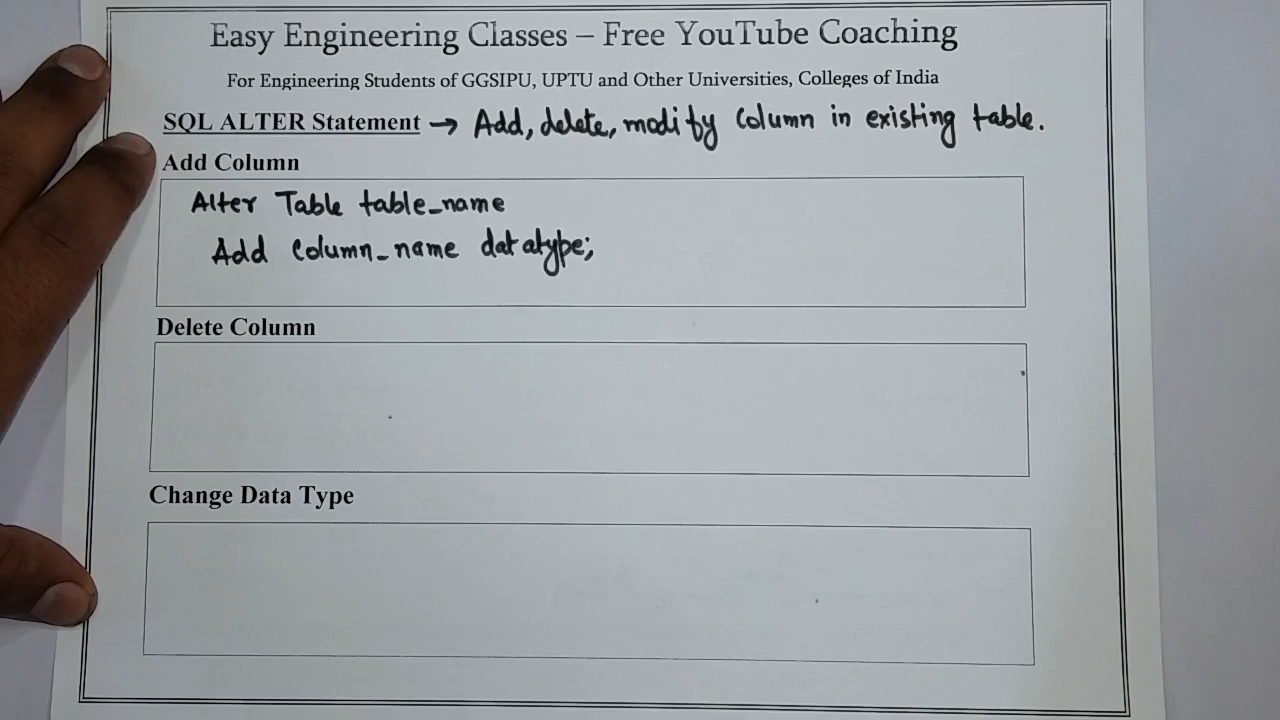 Easy Engineering Classes – Free YouTube Coaching
For Engineering Students of GGSIPU, UPTU and Other Universities, Colleges of India
SQL ALTER Statement → Add, delete, modify column in existing table.
Add Column
Alter Table table_name
Add column_name datatype;
Delete Column
Change Data Type